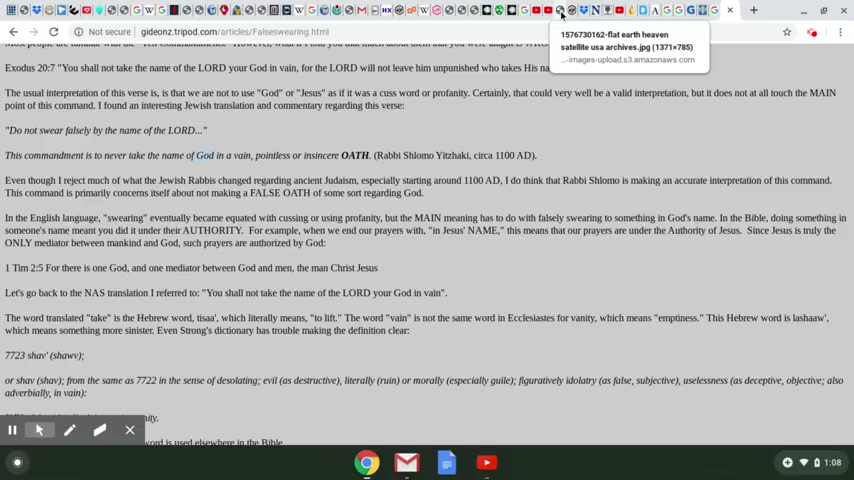 1576730162-flat earth heaven
satellite usa archives.jpg (1371×785)
...-images-upload.s3.amazonaws.com
Not secure | gideonz.tripod.com/articles/Falseswearing.html
Exodus 20:7 "You shall not take the name of the LORD your God in vain, for the LORD will not leave him unpunished who takes His na
The usual interpretation of this verse is, is that we are not to use "God" or "Jesus" as if it was a cuss word or profanity. Certainly, that could very well be a valid interpretation, but it does not at all touch the MAIN
point of this command. I found an interesting Jewish translation and commentary regarding this verse:
"Do not swear falsely by the name of the LORD..."
This commandment is to never take the name of God in a vain, pointless or insincere OATH. (Rabbi Shlomo Yitzhaki, circa 1100 AD).
Even though I reject much of what the Jewish Rabbis changed regarding ancient Judaism, especially starting around 1100 AD, I do think that Rabbi Shlomo is making an accurate interpretation of this command.
This command is primarily concerns itself about not making a FALSE OATH of some sort regarding God.
In the English language, "swearing" eventually became equated with cussing or using profanity, but the MAIN meaning has to do with falsely swearing to something in God's name. In the Bible, doing something in
someone's name meant you did it under their AUTHORITY. For example, when we end our prayers with, "in Jesus' NAME," this means that our prayers are under the Authority of Jesus. Since Jesus is truly the
ONLY mediator between mankind and God, such prayers are authorized by God:
1 Tim 2:5 For there is one God, and one mediator between God and men, the man Christ Jesus
Let's go back to the NAS translation I referred to: "You shall not take the name of the LORD your God in vain".
The word translated "take" is the Hebrew word, tisaa', which literally means, "to lift." The word "vain" is not the same word in Ecclesiastes for vanity, which means "emptiness." This Hebrew word is lashaaw',
which means something more sinister. Even Strong's dictionary has trouble making the definition clear:
7723 shav' (shawv);
or shav (shav); from the same as 7722 in the sense of desolating; evil (as destructive), literally (ruin) or morally (especially guile); figuratively idolatry (as false, subjective), uselessness (as deceptive, objective; also
adverbially, in vain):
word is used elsewhere in the Bible.
1:08